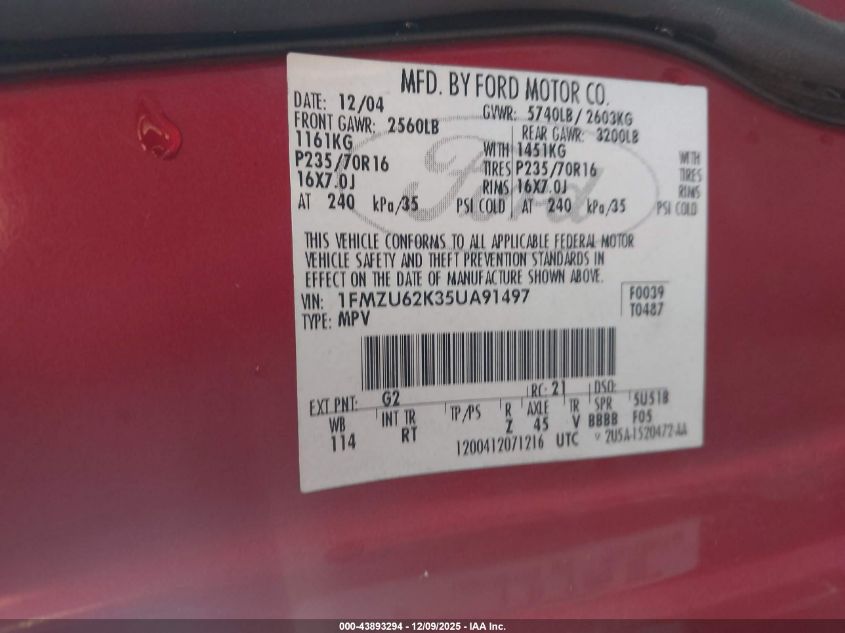 MFD. BY FORD MOTOR CO.
DATE: 12/04 GVWR: 5740LB / 2603KG
FRONT GAWR: 2560LB REAR GAWR: 3200LB
1161KG WITH 1451KG WITH
P235/70R16 TIRES P235/70R16 TIRES
16X7.0J RIMS 16X7.0J RIMS
AT 240 kPa/35 PSI COLD AT 240 kPa/35 PSI COLD
Ford
THIS VEHICLE CONFORMS TO ALL APPLICABLE FEDERAL MOTOR
VEHICLE SAFETY AND THEFT PREVENTION STANDARDS IN
EFFECT ON THE DATE OF MANUFACTURE SHOWN ABOVE.
VIN: 1FMZU62K35UA91497 F0039
TYPE: MPV T0487
EXT PNT: G2 RC: 21 DSO:
WB INT TR TP/PS R AXLE TR SPR 5U51B
114 RT Z 45 V BBBB F05
1200412071216 UTC 2U5A-1520472-AA
000-43893294 - 12/09/2025 - IAA Inc.